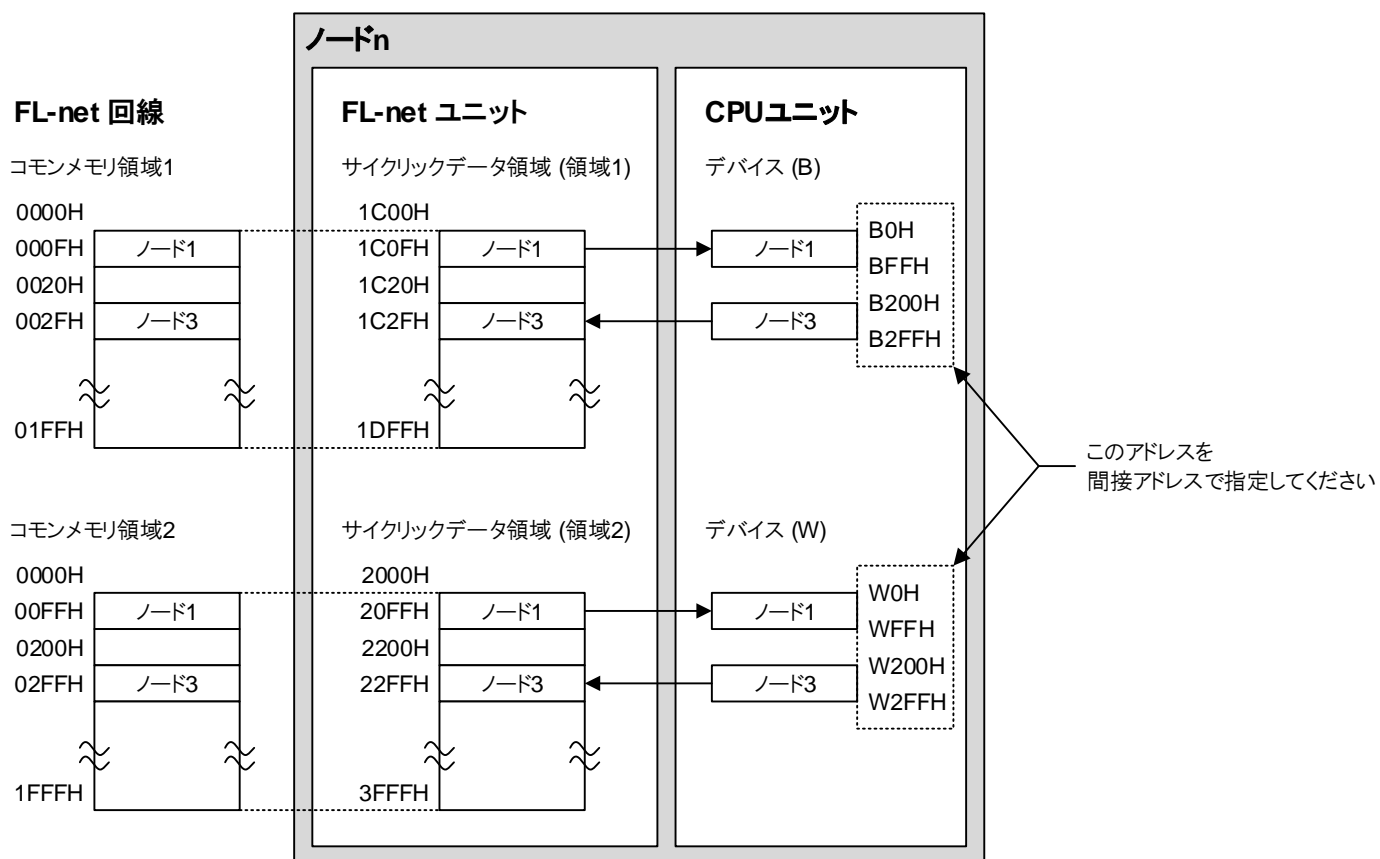 ノードn
FL-net 回線
FL-net ユニット
CPUユニット
コモンメモリ領域1
サイクリックデータ領域 (領域1)
デバイス (B)
0000H
000FH
0020H
002FH
01FFH
ノード1
ノード3
1C00H
1C0FH
1C20H
1C2FH
1DFFH
ノード1
ノード3
ノード1
ノード3
B0H
BFFH
B200H
B2FFH
このアドレスを
間接アドレスで指定してください
コモンメモリ領域2
サイクリックデータ領域 (領域2)
デバイス (W)
0000H
00FFH
0200H
02FFH
1FFFH
ノード1
ノード3
2000H
20FFH
2200H
22FFH
3FFFH
ノード1
ノード3
ノード1
ノード3
W0H
WFFH
W200H
W2FFH